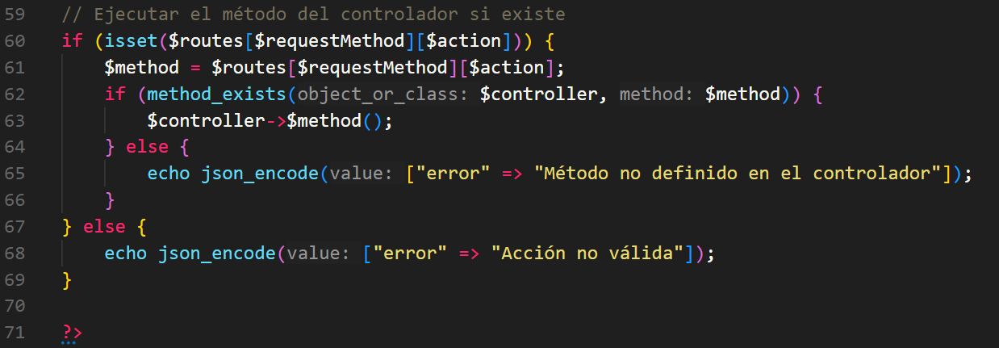 59 // Ejecutar el método del controlador si existe
60 if (isset($routes[$requestMethod][$action])) {
61 $method = $routes[$requestMethod][$action];
62 if (method_exists(object_or_class: $controller, method: $method)) {
63 $controller->$method();
64 } else {
65 echo json_encode(value: ["error" => "Método no definido en el controlador"]);
66 }
67 } else {
68 echo json_encode(value: ["error" => "Acción no válida"]);
69 }
70
71 ?>